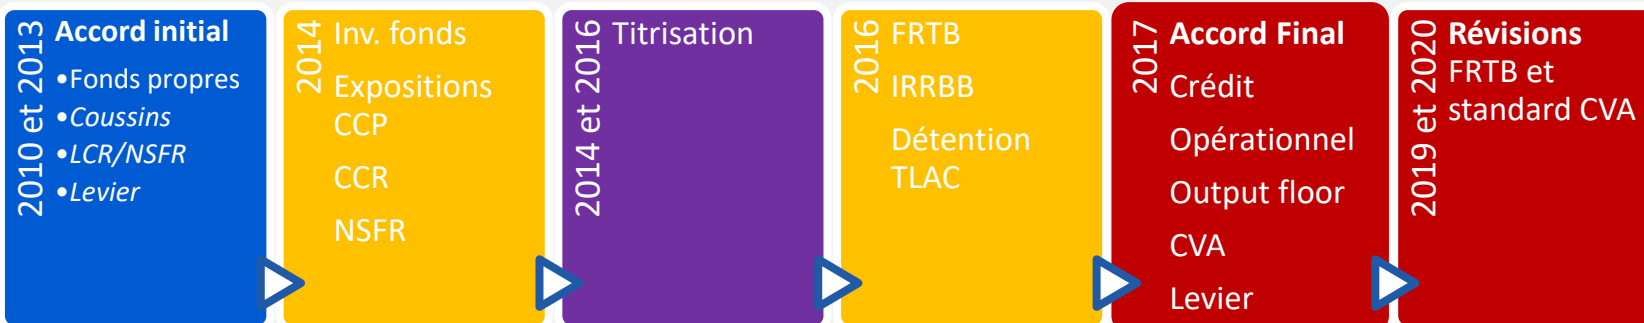 2010 et 2013
Accord initial
•Fonds propres
•Coussins
•LCR/NSFR
•Levier
2014
Inv. fonds
Expositions
CCP
CCR
NSFR
2014 et 2016
Titrisation
2016
FRTB
IRRBB
Détention
TLAC
2017
Accord Final
Crédit
Opérationnel
Output floor
CVA
Levier
2019 et 2020
Révisions
FRTB et
standard CVA